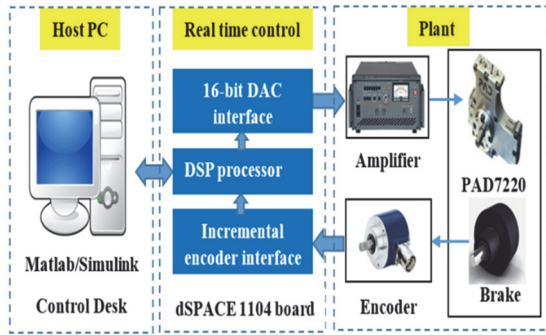 Host PC
Matlab/Simulink
Control Desk
Real time control
16-bit DAC
interface
DSP processor
Incremental
encoder interface
dSPACE 1104 board
Plant
Amplifier
PAD7220
Encoder
Brake